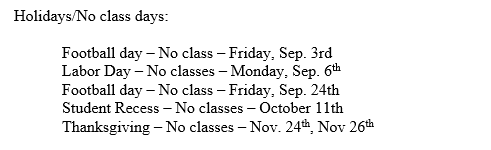 Holidays/No class days:
Football day – No class – Friday, Sep. 3rd
Labor Day – No classes – Monday, Sep. 6th
Football day – No class – Friday, Sep. 24th
Student Recess – No classes – October 11th
Thanksgiving – No classes – Nov. 24th, Nov 26th